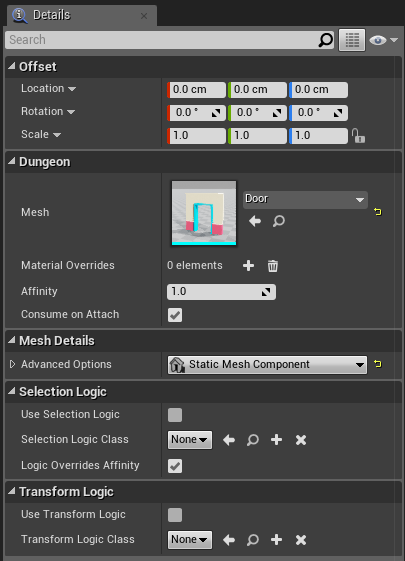 Details
Search
Offset
Location 0.0 cm 0.0 cm 0.0 cm
Rotation 0.0 ° 0.0 ° 0.0 °
Scale 1.0 1.0 1.0
Dungeon
Mesh Door
Material Overrides 0 elements
Affinity 1.0
Consume on Attach
Mesh Details
Advanced Options Static Mesh Component
Selection Logic
Use Selection Logic
Selection Logic Class None
Logic Overrides Affinity
Transform Logic
Use Transform Logic
Transform Logic Class None